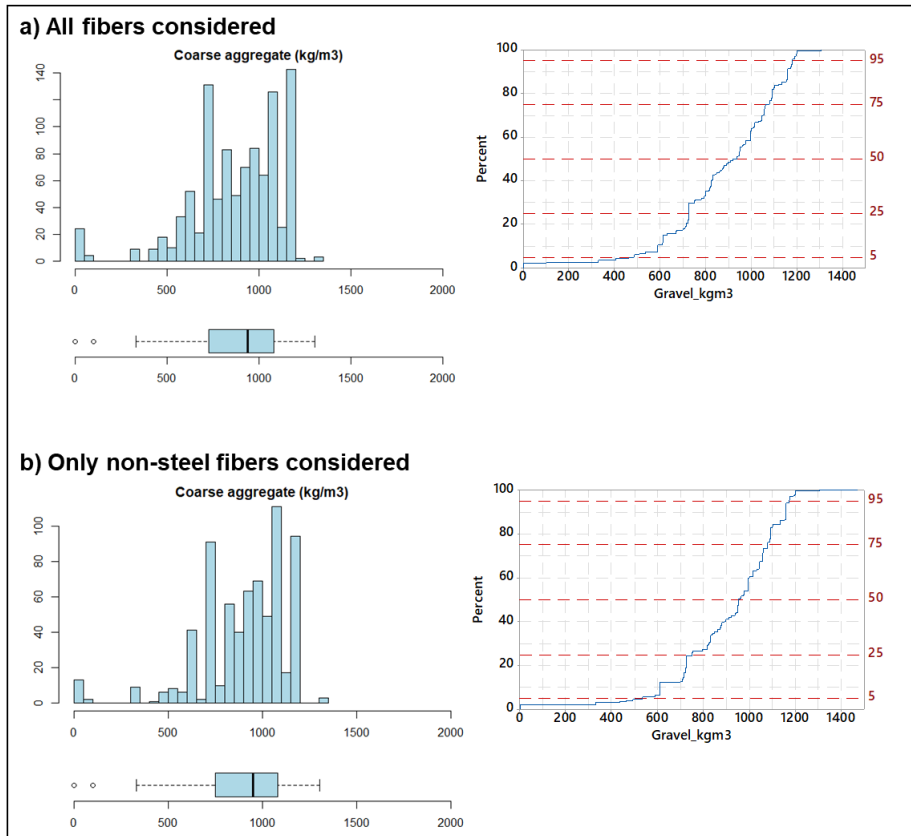 a) All fibers considered
Coarse aggregate (kg/m3)
140
100
80
60
40
20
0
0 500 1000 1500 2000
0 500 1000 1500 2000
100
80
60
40
20
0
Percent
95
75
50
25
5
0 200 400 600 800 1000 1200 1400
Gravel_kgm3
b) Only non-steel fibers considered
Coarse aggregate (kg/m3)
100
80
60
40
20
0
0 500 1000 1500 2000
0 500 1000 1500 2000
100
80
60
40
20
0
Percent
95
75
50
25
5
0 200 400 600 800 1000 1200 1400
Gravel_kgm3